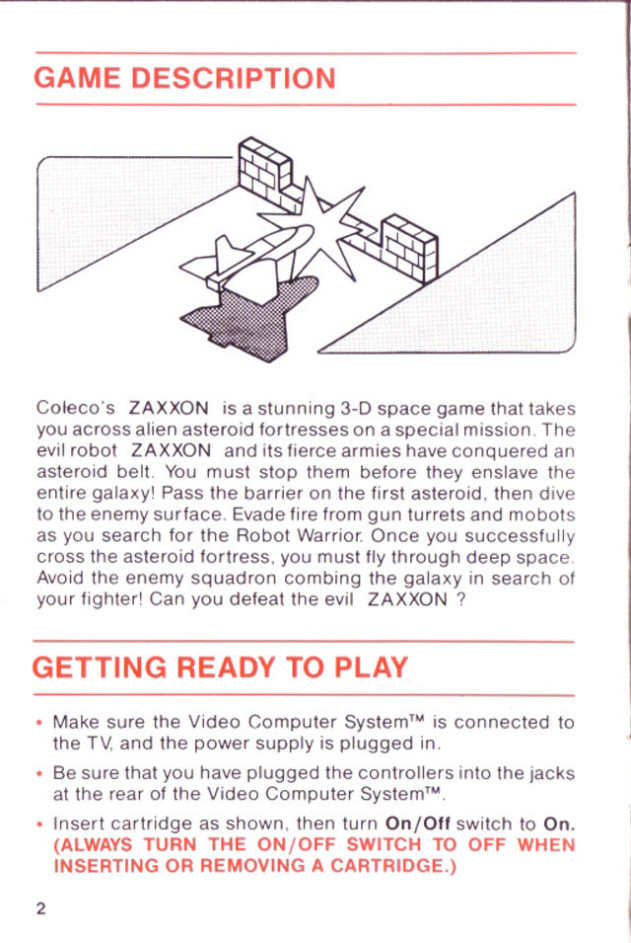 GAME DESCRIPTION
Coleco's ZAXXON is a stunning 3-D space game that takes
you across alien asteroid fortresses on a special mission. The
evil robot ZAXXON and its fierce armies have conquered an
asteroid belt. You must stop them before they enslave the
entire galaxy! Pass the barrier on the first asteroid, then dive
to the enemy surface. Evade fire from gun turrets and mobots
as you search for the Robot Warrior. Once you successfully
cross the asteroid fortress, you must fly through deep space.
Avoid the enemy squadron combing the galaxy in search of
your fighter! Can you defeat the evil ZAXXON ?
GETTING READY TO PLAY
• Make sure the Video Computer System™ is connected to
the TV, and the power supply is plugged in.
• Be sure that you have plugged the controllers into the jacks
at the rear of the Video Computer System™.
• Insert cartridge as shown, then turn On/Off switch to On.
(ALWAYS TURN THE ON/OFF SWITCH TO OFF WHEN
INSERTING OR REMOVING A CARTRIDGE.)
2